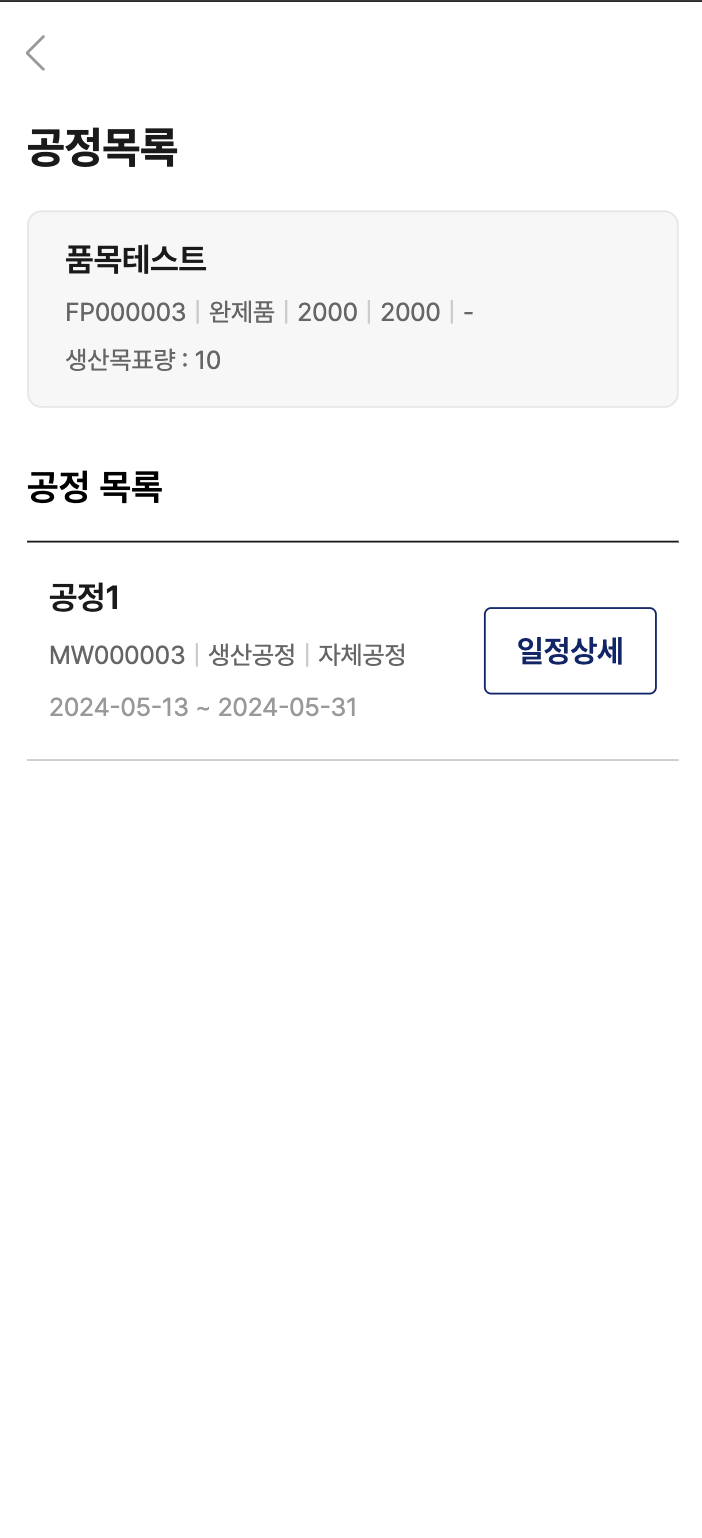 공정목록
품목테스트
FP000003 | 완제품 | 2000 | 2000 | -
생산목표량 : 10
공정 목록
공정1
MW000003 | 생산공정 | 자체공정
일정상세
2024-05-13 ~ 2024-05-31